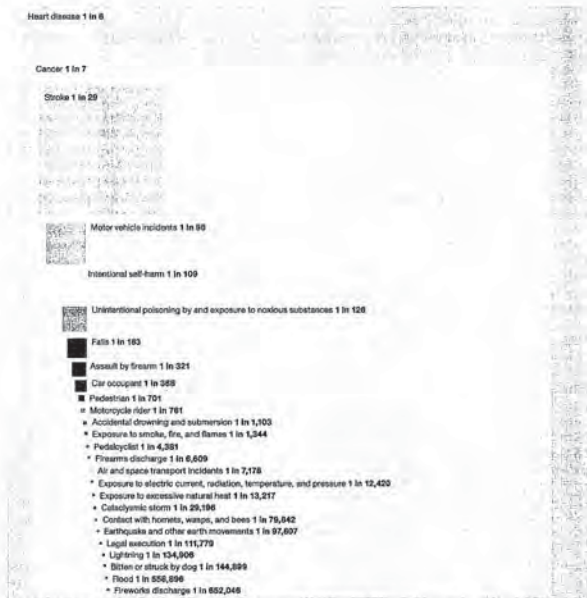 Heart disease 1 in 6
Cancer 1 in 7
Stroke 1 in 29
Motor vehicle incidents 1 in 98
Intentional self-harm 1 in 109
Unintentional poisoning by and exposure to noxious substances 1 in 126
Falls 1 in 163
Assault by firearm 1 in 321
Car occupant 1 in 368
Pedestrian 1 in 701
Motorcycle rider 1 in 761
Accidental drowning and submersion 1 in 1,103
Exposure to smoke, fire, and flames 1 in 1,344
Pedalcyclist 1 in 4,381
Firearms discharge 1 in 6,609
Air and space transport incidents 1 in 7,178
Exposure to electric current, radiation, temperature, and pressure 1 in 12,420
Exposure to excessive natural heat 1 in 13,217
Cataclysmic storm 1 in 29,196
Contact with hornets, wasps, and bees 1 in 79,842
Earthquake and other earth movements 1 in 97,807
Legal execution 1 in 111,779
Lightning 1 in 134,906
Bitten or struck by dog 1 in 144,899
Flood 1 in 558,896
Fireworks discharge 1 in 652,046